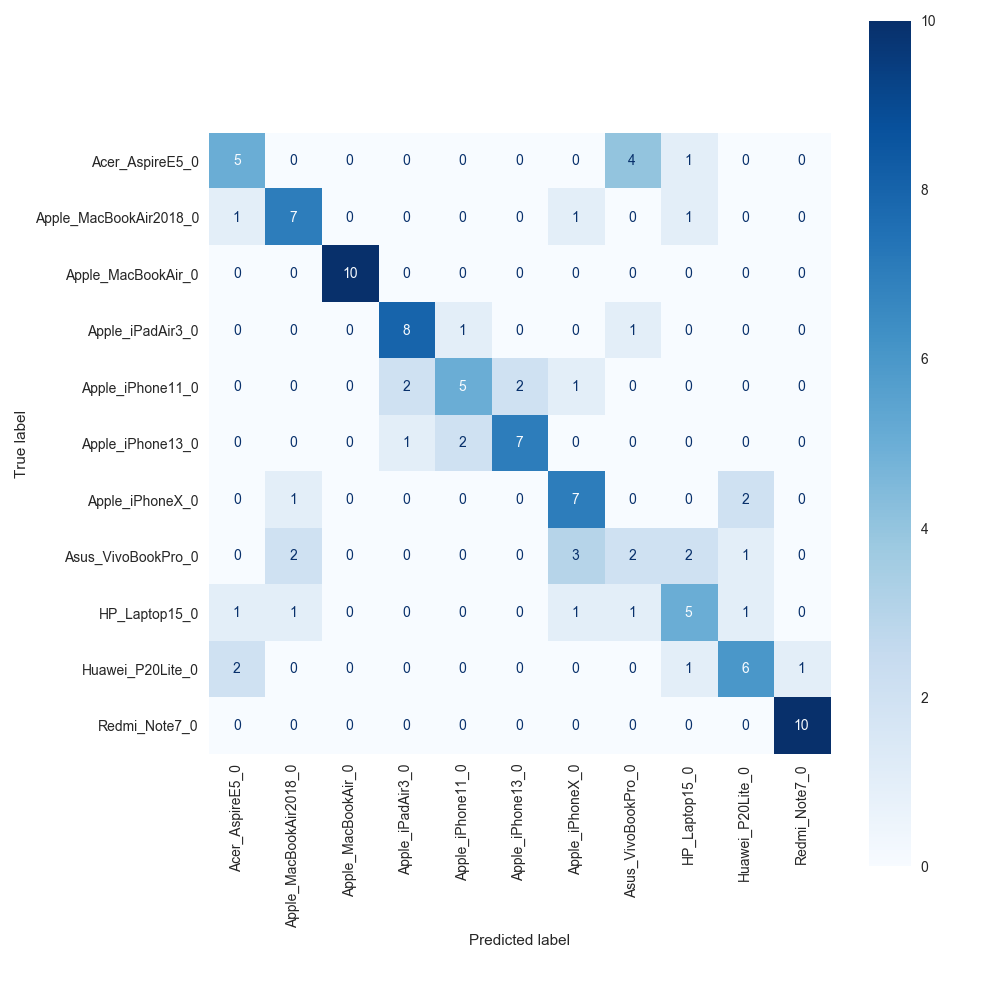 10
Acer_AspireE5_0 5 0 0 0 0 0 0 4 1 0 0
Apple_MacBookAir2018_0 1 7 0 0 0 0 1 0 1 0 0
8
Apple_MacBookAir_0 0 0 10 0 0 0 0 0 0 0 0
Apple_iPadAir3_0 0 0 0 8 1 0 0 1 0 0 0
6
Apple_iPhone11_0 0 0 0 2 5 2 1 0 0 0 0
True label
Apple_iPhone13_0 0 0 0 1 2 7 0 0 0 0 0
Apple_iPhoneX_0 0 1 0 0 0 0 7 0 0 2 0
4
Asus_VivoBookPro_0 0 2 0 0 0 0 3 2 2 1 0
HP_Laptop15_0 1 1 0 0 0 0 1 1 5 1 0
Huawei_P20Lite_0 2 0 0 0 0 0 0 0 1 6 1
2
Redmi_Note7_0 0 0 0 0 0 0 0 0 0 0 10
0
Acer_AspireE5_0
Apple_MacBookAir2018_0
Apple_MacBookAir_0
Apple_iPadAir3_0
Apple_iPhone11_0
Apple_iPhone13_0
Apple_iPhoneX_0
Asus_VivoBookPro_0
HP_Laptop15_0
Huawei_P20Lite_0
Redmi_Note7_0
Predicted label